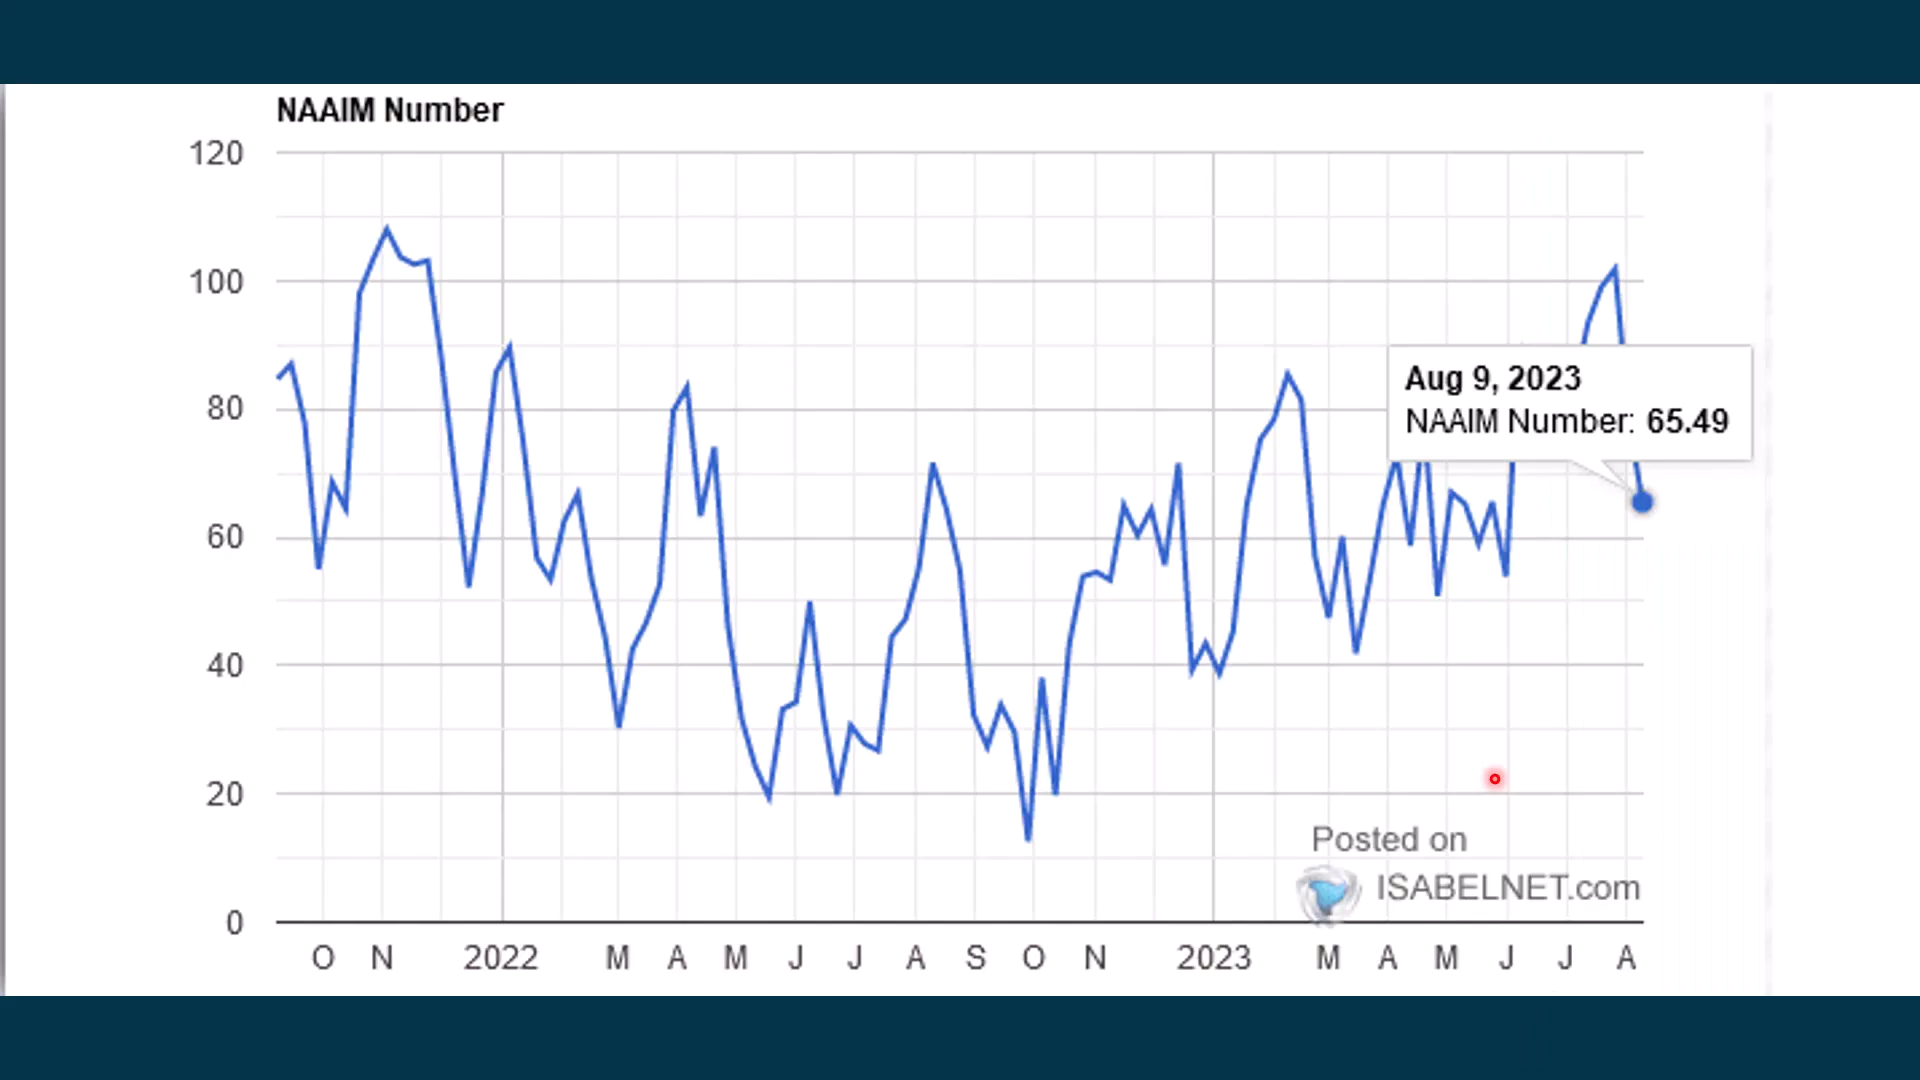 NAAIM Number
120
100
80
60
40
20
0
Aug 9, 2023
NAAIM Number: 65.49
Posted on
ISABELNET.com
O N 2022 M A M J J A S O N 2023 M A M J J A